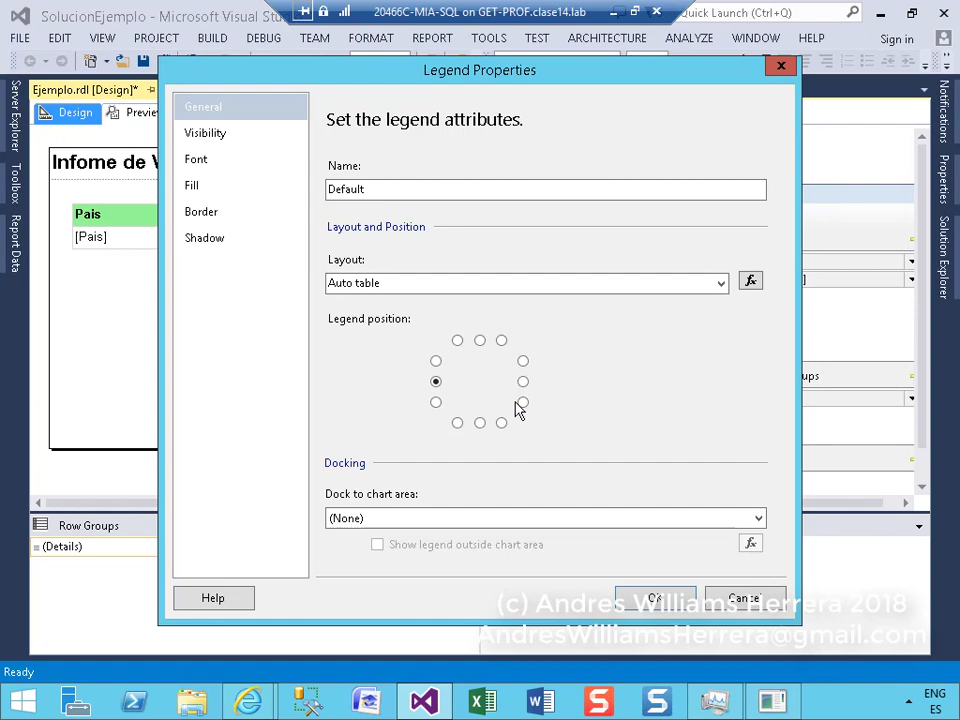 SolucionEjemplo - Microsoft Visual Stu
20466C-MIA-SQL on GET-PROF.clase14.lab
Quick Launch (Ctrl+Q)
FILE EDIT VIEW PROJECT BUILD DEBUG TEAM FORMAT REPORT TOOLS TEST ARCHITECTURE ANALYZE WINDOW HELP Sign in
Legend Properties
Ejemplo.rdl [Design]*
Design Preview
Server Explorer
Toolbox
Report Data
Notifications
Properties
Solution Explorer
Infome de V
Pais
[Pais]
General
Visibility
Font
Fill
Border
Shadow
Set the legend attributes.
Name:
Default
Layout and Position
Layout:
Auto table
fx
Legend position:
Docking
Dock to chart area:
(None)
Show legend outside chart area
fx
Help OK Cancel
]
ups
Row Groups
(Details)
(c) Andres Williams Herrera 2018
AndresWilliamsHerrera@gmail.com
Ready
ENG
ES